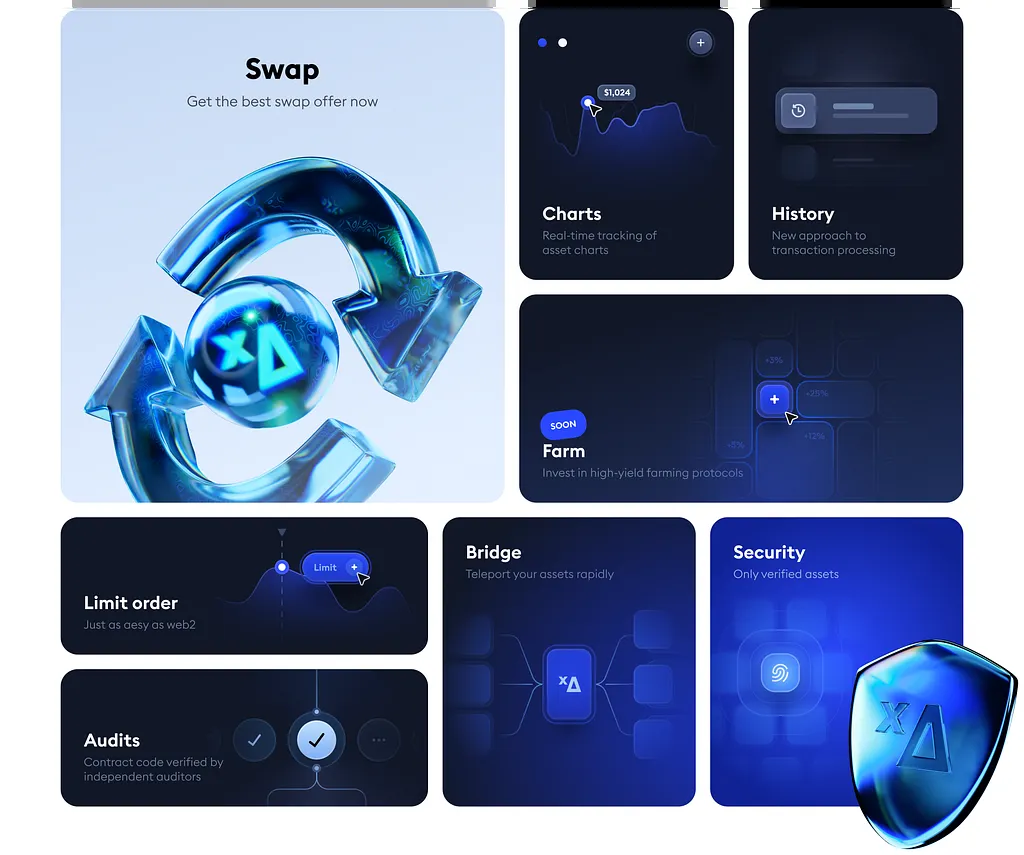 Swap
Get the best swap offer now
xΔ
$1,024
Charts
Real-time tracking of
asset charts
History
New approach to
transaction processing
+3%
+25%
+8%
+12%
SOON
Farm
Invest in high-yield farming protocols
Limit
Limit order
Just as aesy as web2
Audits
Contract code verified by
independent auditors
Bridge
Teleport your assets rapidly
xΔ
Security
Only verified assets
xΔ